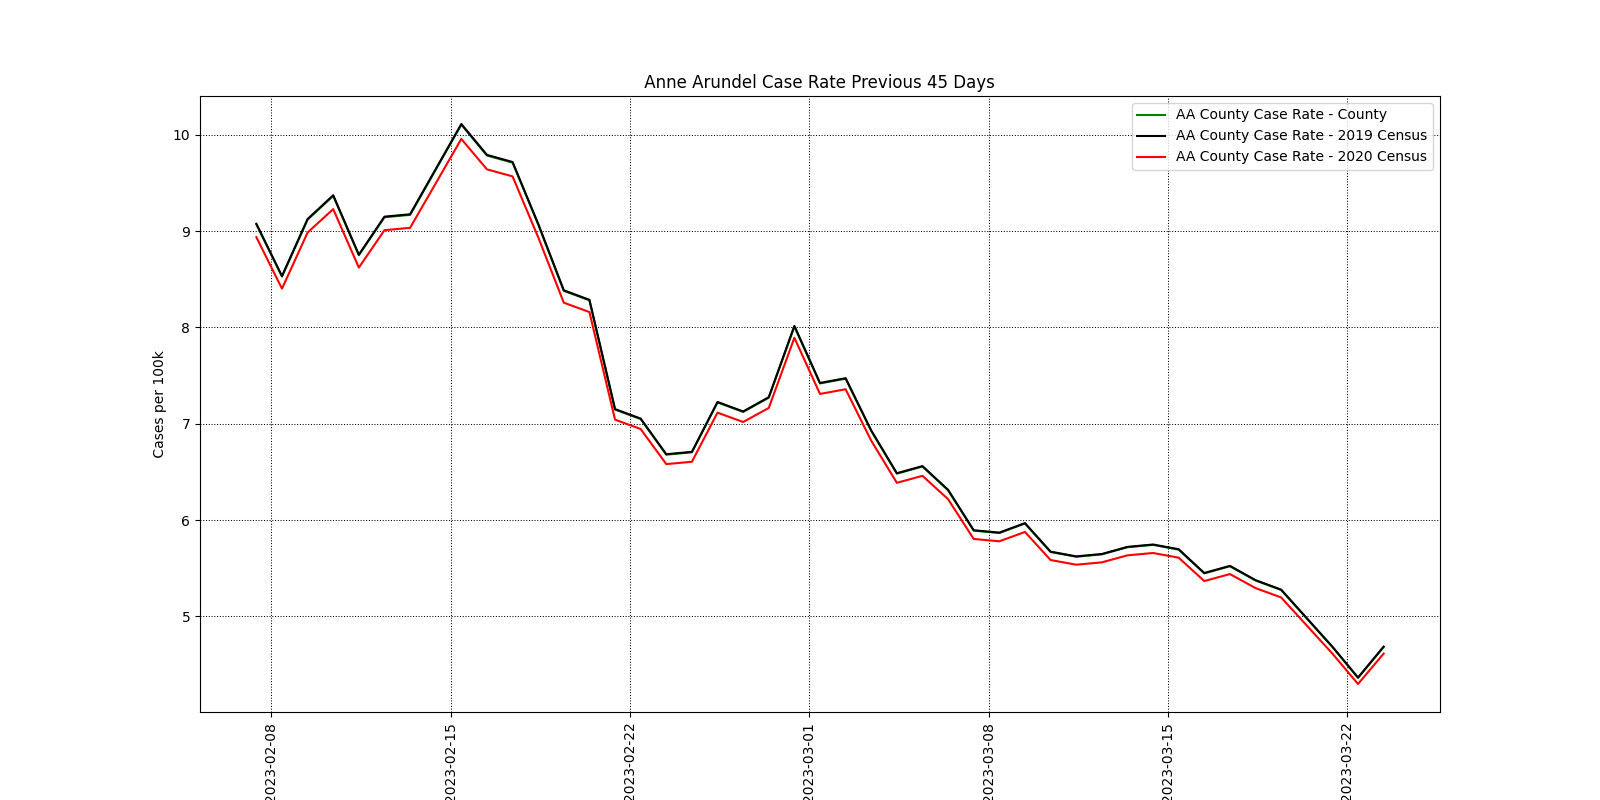 Anne Arundel Case Rate Previous 45 Days
AA County Case Rate - County
AA County Case Rate - 2019 Census
AA County Case Rate - 2020 Census
Cases per 100k
10
9
8
7
6
5
2023-02-08
2023-02-15
2023-02-22
2023-03-01
2023-03-08
2023-03-15
2023-03-22